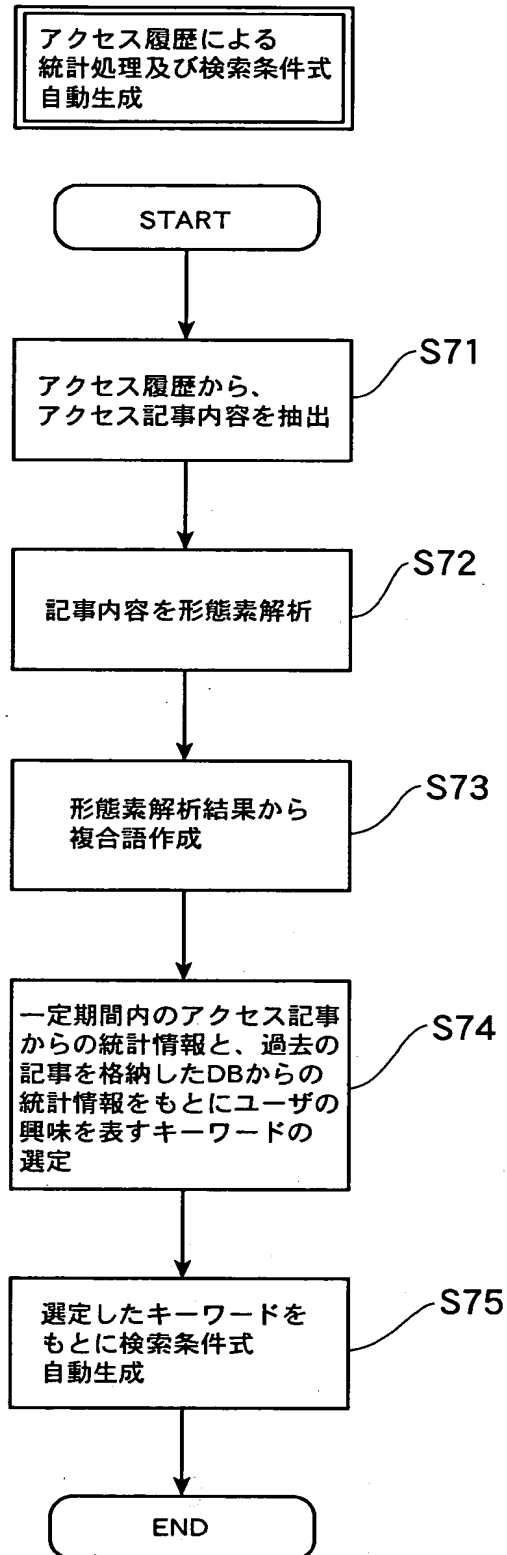 アクセス履歴による
統計処理及び検索条件式
自動生成
START
アクセス履歴から、
アクセス記事内容を抽出
S71
記事内容を形態素解析
S72
形態素解析結果から
複合語作成
S73
一定期間内のアクセス記事
からの統計情報と、過去の
記事を格納したDBからの
統計情報をもとにユーザの
興味を表すキーワードの
選定
S74
選定したキーワードを
もとに検索条件式
自動生成
S75
END